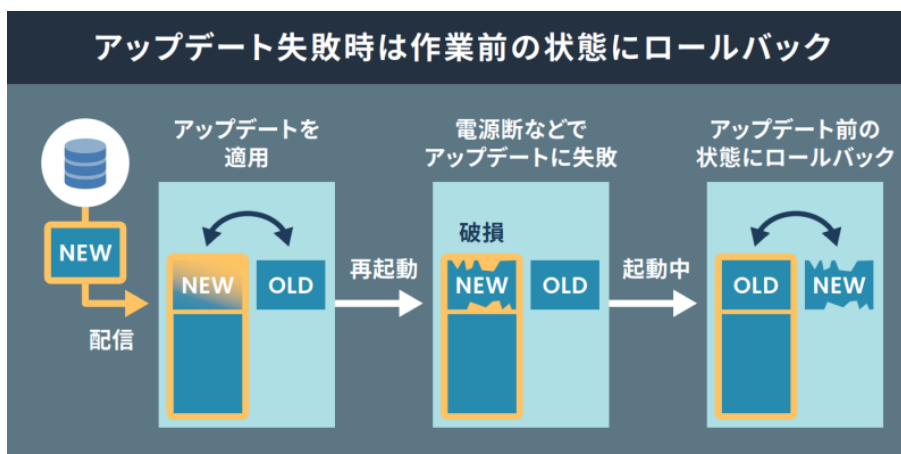 アップデート失敗時は作業前の状態にロールバック
アップデートを
適用
電源断などで
アップデートに失敗
アップデート前の
状態にロールバック
NEW
配信
NEW
OLD
再起動
破損
NEW
OLD
起動中
OLD
NEW